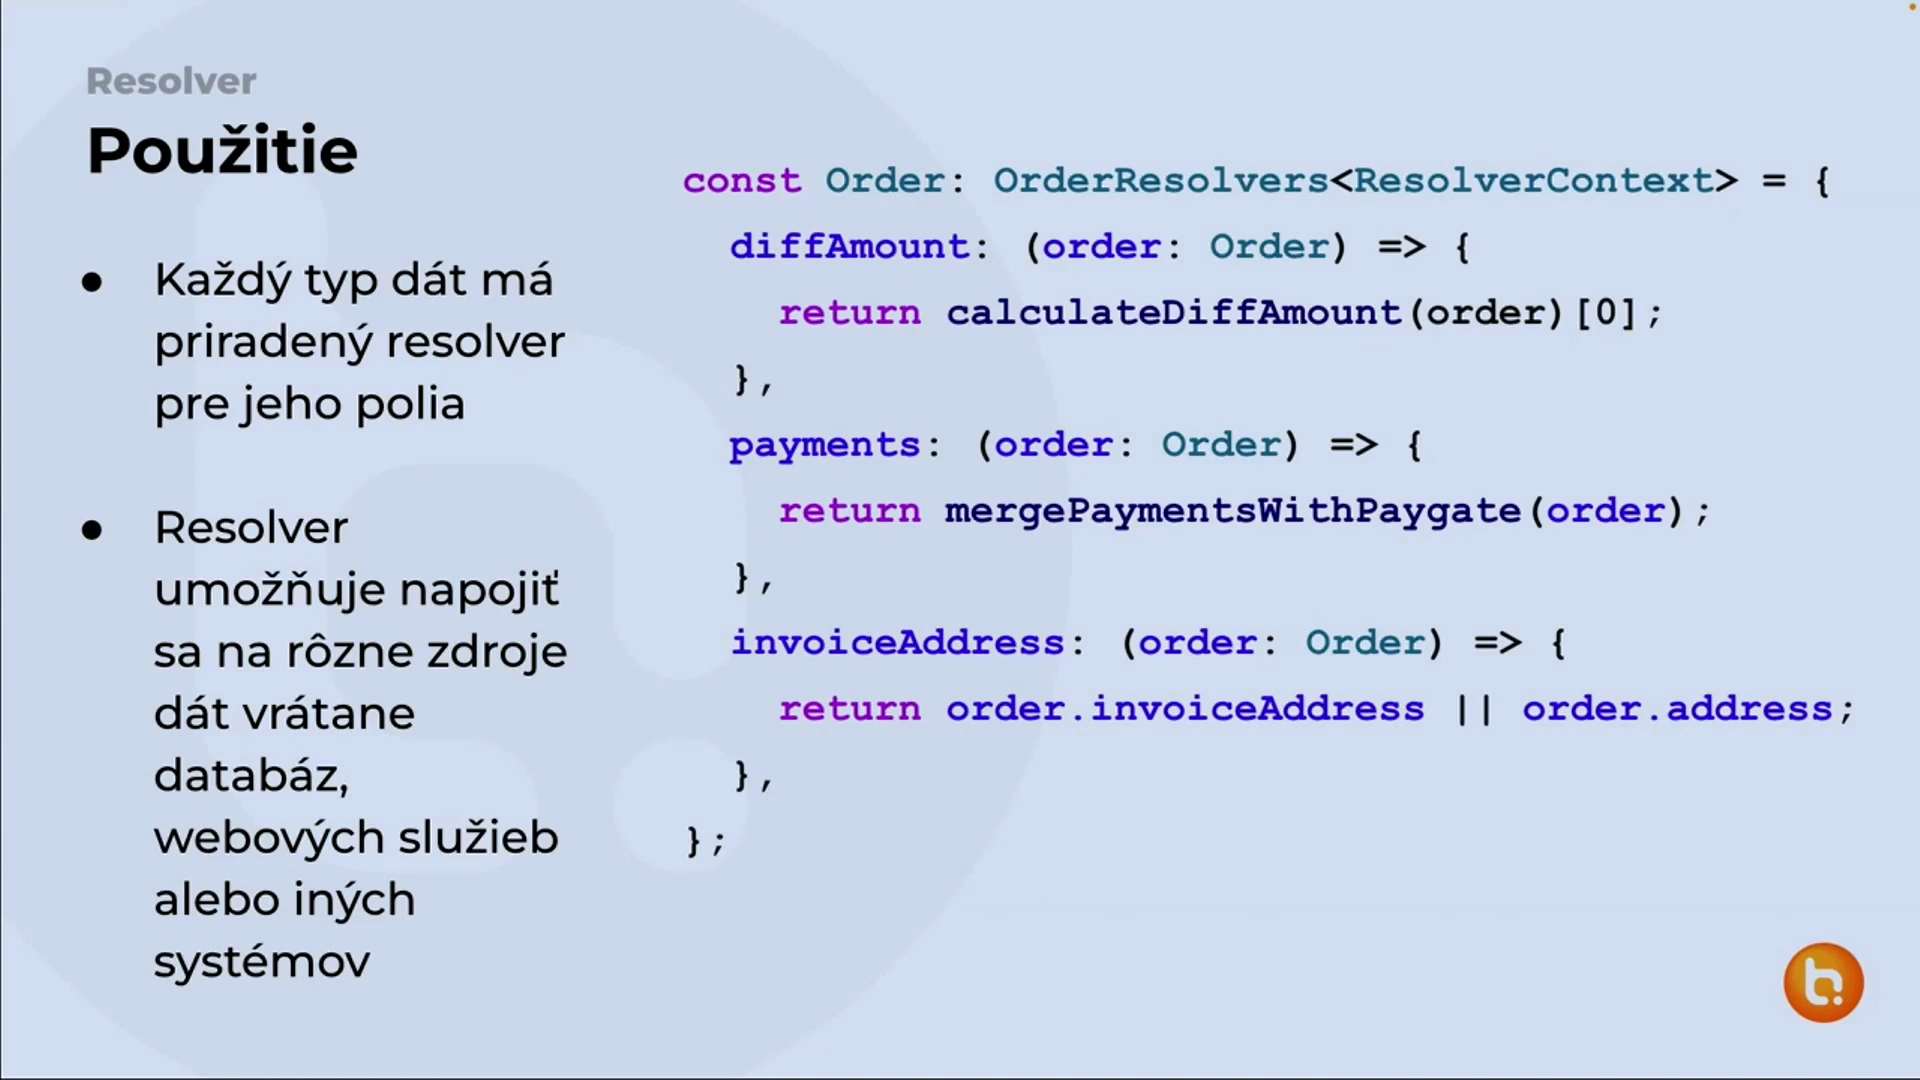 Resolver
Použitie
● Každý typ dát má
priradený resolver
pre jeho polia
● Resolver
umožňuje napojiť
sa na rôzne zdroje
dát vrátane
databáz,
webových služieb
alebo iných
systémov
const Order: OrderResolvers<ResolverContext> = {
  diffAmount: (order: Order) => {
    return calculateDiffAmount(order)[0];
  },
  payments: (order: Order) => {
    return mergePaymentsWithPaygate(order);
  },
  invoiceAddress: (order: Order) => {
    return order.invoiceAddress || order.address;
  },
};